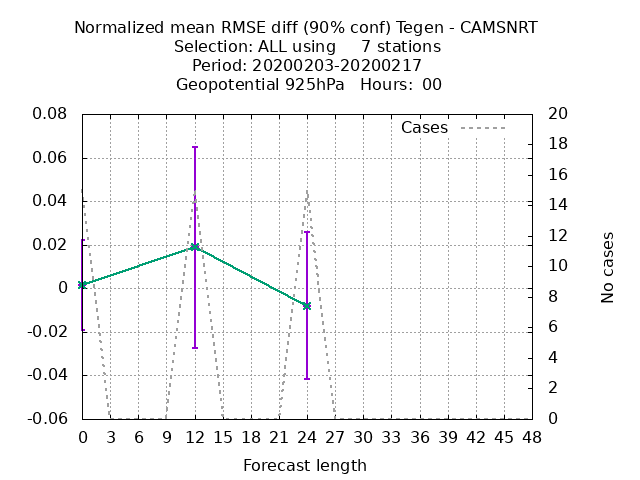 Normalized mean RMSE diff (90% conf) Tegen - CAMSNRT
Selection: ALL using     7 stations
Period: 20200203-20200217
Geopotential 925hPa   Hours:  00
Cases
0.08
0.06
0.04
0.02
0
-0.02
-0.04
-0.06
20
18
16
14
12
10
8
6
4
2
0
No cases
0 3 6 9 12 15 18 21 24 27 30 33 36 39 42 45 48
Forecast length